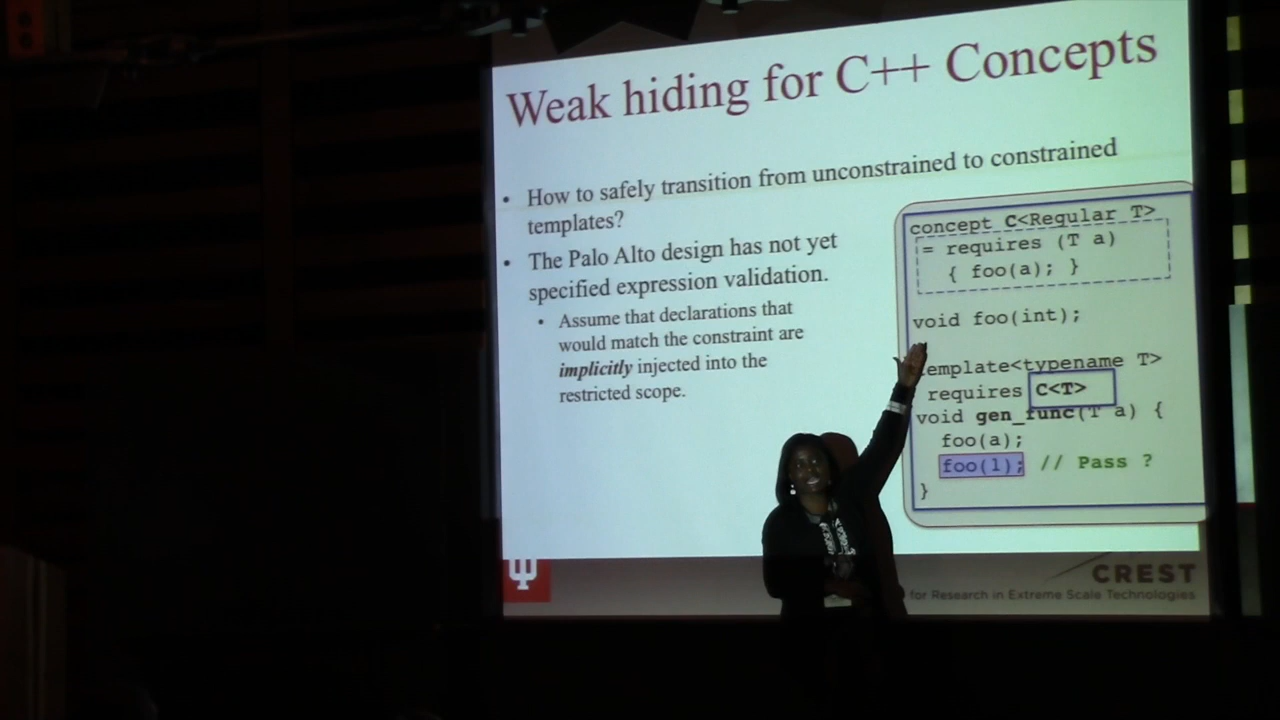 Weak hiding for C++ Concepts
• How to safely transition from unconstrained to constrained
templates?
• The Palo Alto design has not yet
specified expression validation.
• Assume that declarations that
would match the constraint are
implicitly injected into the
restricted scope.
concept C<Regular T>
= requires (T a)
{ foo(a); }
void foo(int);
emplate<typename T>
requires C<T>
void gen_func(T a) {
foo(a);
foo(1); // Pass ?
}
CREST
for Research in Extreme Scale Technologies